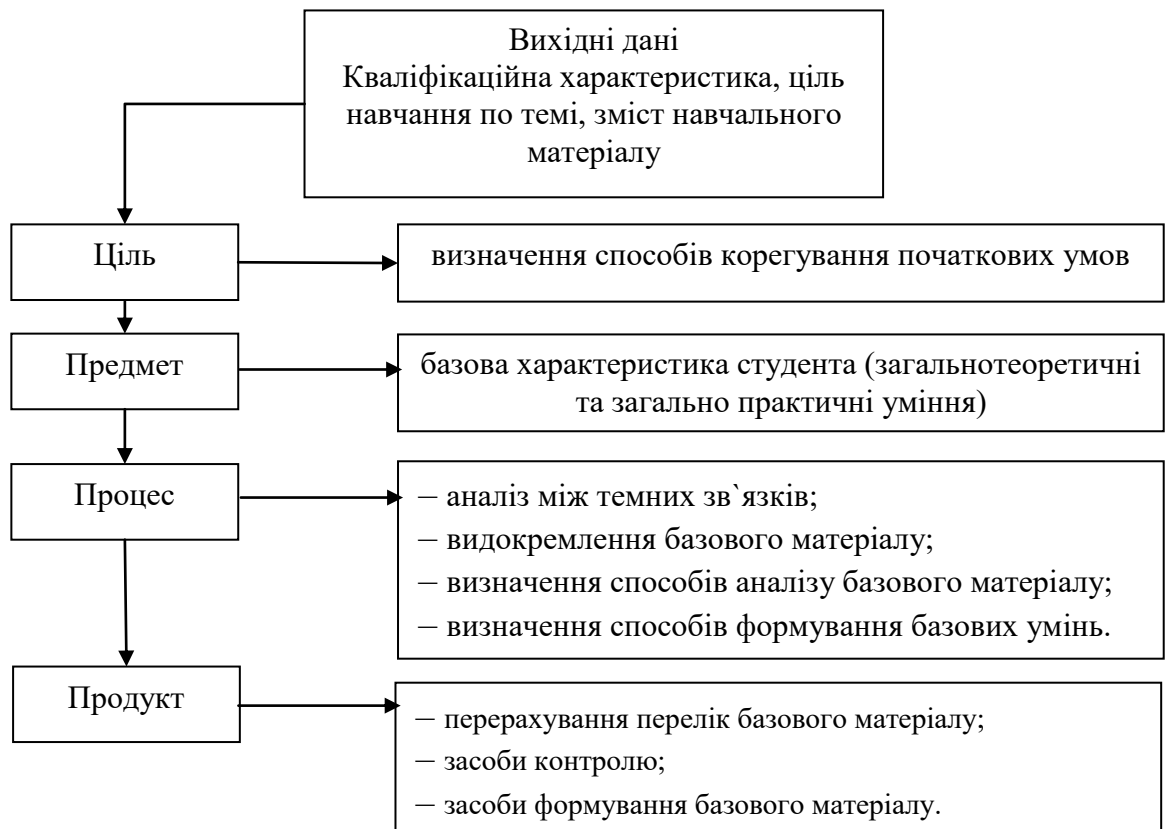 Вихідні дані
Кваліфікаційна характеристика, ціль
навчання по темі, зміст навчального
матеріалу
Ціль
визначення способів корегування початкових умов
Предмет
базова характеристика студента (загальнотеоретичні
та загально практичні уміння)
Процес
– аналіз між темних зв`язків;
– видокремлення базового матеріалу;
– визначення способів аналізу базового матеріалу;
– визначення способів формування базових умінь.
Продукт
– перерахування перелік базового матеріалу;
– засоби контролю;
– засоби формування базового матеріалу.